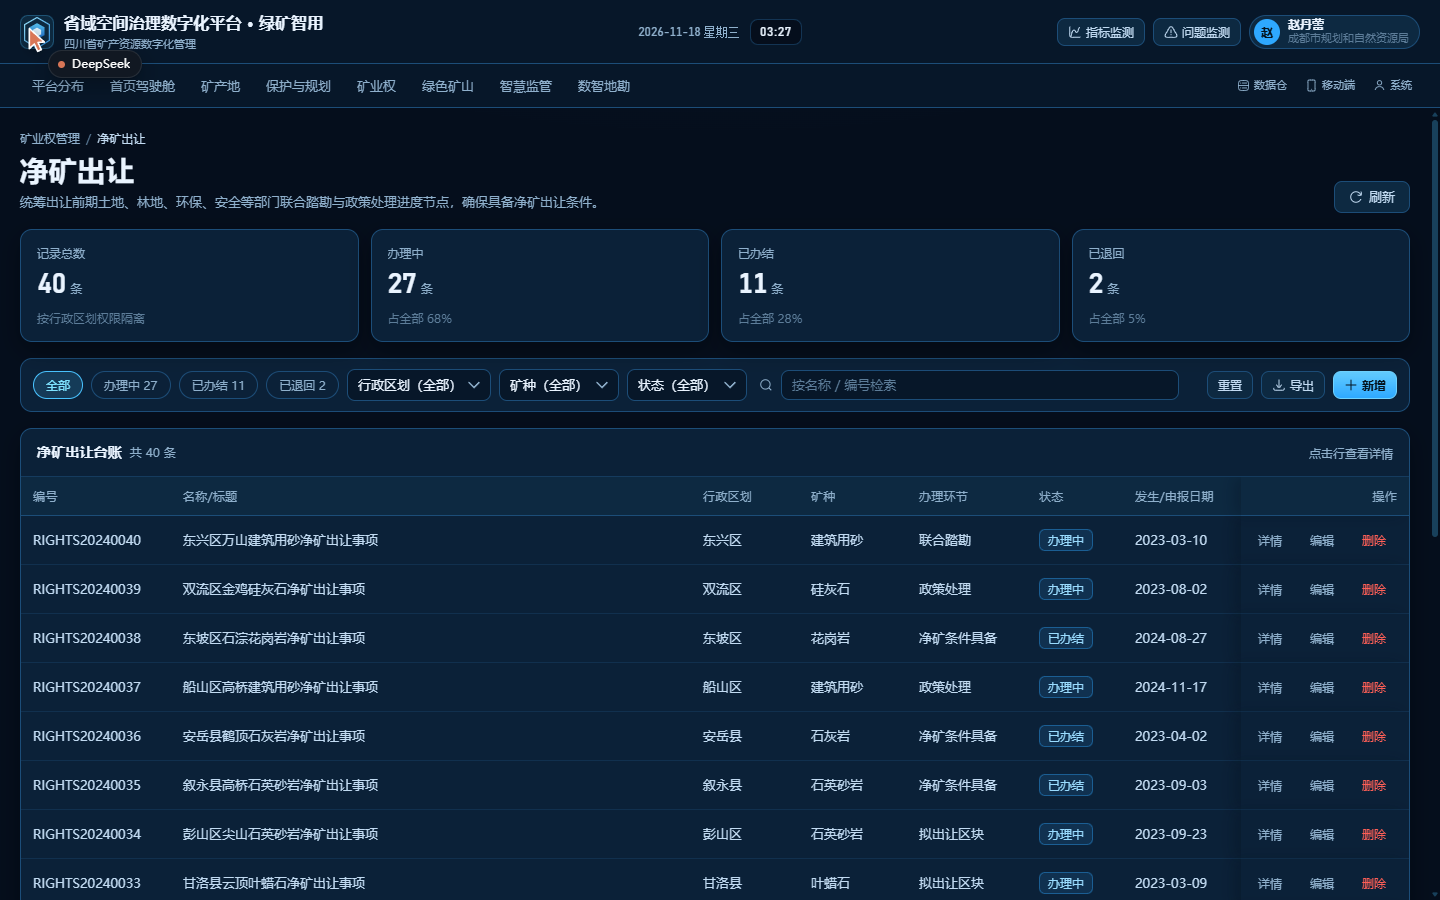 省域空间治理数字化平台 • 绿矿智用
四川省矿产资源数字化管理
DeepSeek
2026-11-18 星期三 03:27
指标监测 问题监测 赵 赵丹蕾
成都市规划和自然资源局
平台分布 首页驾驶舱 矿产地 保护与规划 矿业权 绿色矿山 智慧监管 数智地勘 数据仓 移动端 系统
矿业权管理 / 净矿出让
净矿出让
统筹出让前期土地、林地、环保、安全等部门联合踏勘与政策处理进度节点，确保具备净矿出让条件。
刷新
记录总数 办理中 已办结 已退回
40 条 27 条 11 条 2 条
按行政区划权限隔离 占全部 68% 占全部 28% 占全部 5%
全部 办理中 27 已办结 11 已退回 2 行政区划（全部） 矿种（全部） 状态（全部） 按名称 / 编号检索 重置 导出 新增
净矿出让台账 共 40 条 点击行查看详情
编号 名称/标题 行政区划 矿种 办理环节 状态 发生/申报日期 操作
RIGHTS20240040 东兴区万山建筑用砂净矿出让事项 东兴区 建筑用砂 联合踏勘 办理中 2023-03-10 详情 编辑 删除
RIGHTS20240039 双流区金鸡硅灰石净矿出让事项 双流区 硅灰石 政策处理 办理中 2023-08-02 详情 编辑 删除
RIGHTS20240038 东坡区石淙花岗岩净矿出让事项 东坡区 花岗岩 净矿条件具备 已办结 2024-08-27 详情 编辑 删除
RIGHTS20240037 船山区高桥建筑用砂净矿出让事项 船山区 建筑用砂 政策处理 办理中 2024-11-17 详情 编辑 删除
RIGHTS20240036 安岳县鹤顶石灰岩净矿出让事项 安岳县 石灰岩 净矿条件具备 已办结 2023-04-02 详情 编辑 删除
RIGHTS20240035 叙永县高桥石英砂岩净矿出让事项 叙永县 石英砂岩 净矿条件具备 已办结 2023-09-03 详情 编辑 删除
RIGHTS20240034 彭山区尖山石英砂岩净矿出让事项 彭山区 石英砂岩 拟出让区块 办理中 2023-09-23 详情 编辑 删除
RIGHTS20240033 甘洛县云顶叶蜡石净矿出让事项 甘洛县 叶蜡石 拟出让区块 办理中 2023-03-09 详情 编辑 删除